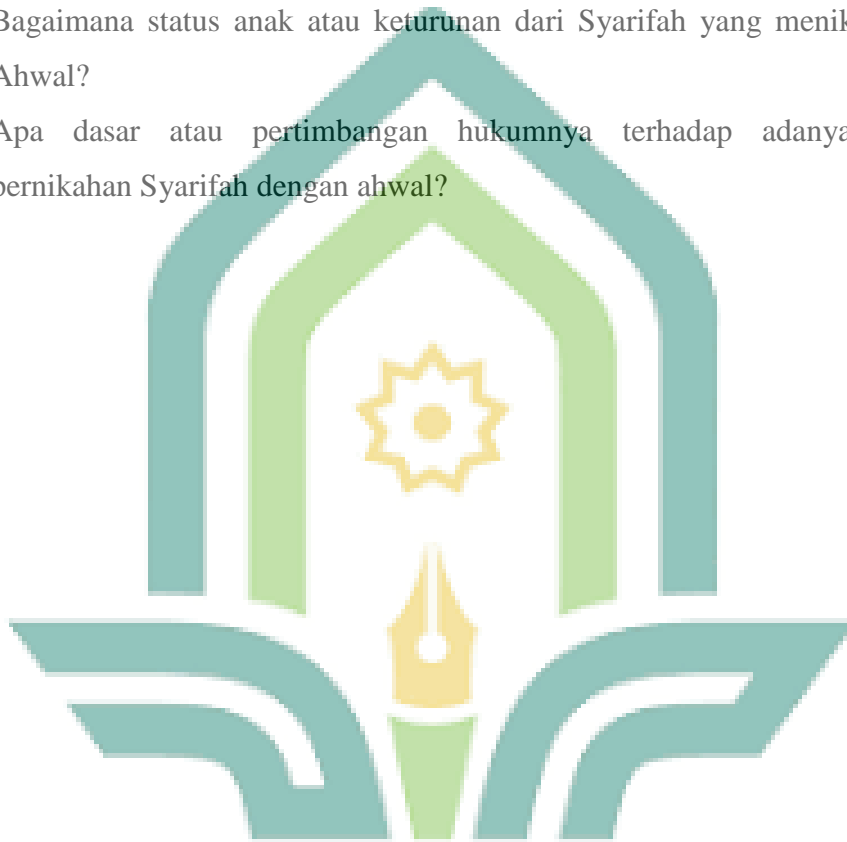 Bagaimana status anak atau keturunan dari Syarifah yang menik
Ahwal?
Apa dasar atau pertimbangan hukumnya terhadap adanya
pernikahan Syarifah dengan ahwal?